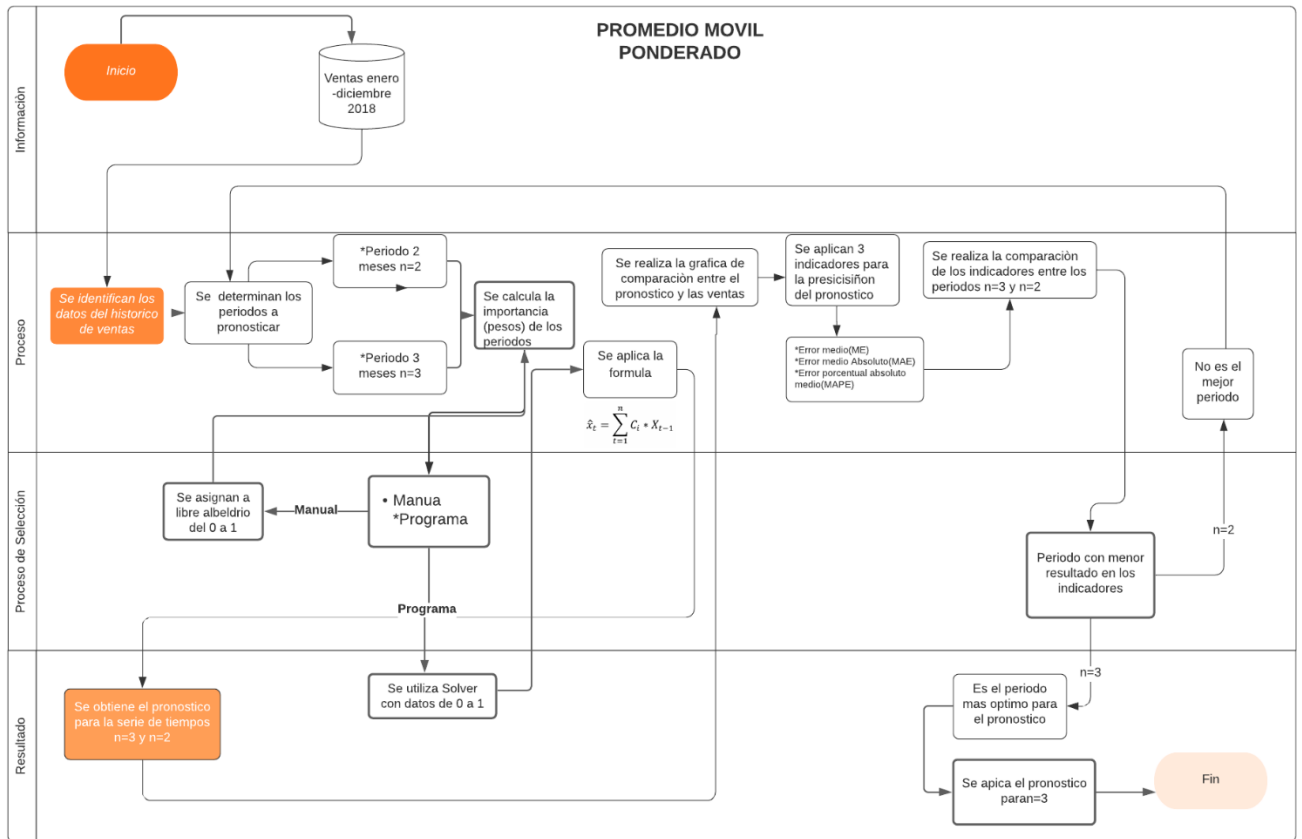 PROMEDIO MOVIL
PONDERADO
Informaciòn
Inicio
Ventas enero
-diciembre
2018
Proceso
Se identifican los
datos del historico
de ventas
Se determinan los
periodos a
pronosticar
*Periodo 2
meses n=2
*Periodo 3
meses n=3
Se calcula la
importancia
(pesos) de los
periodos
Se aplica la
formula
x̂_t = ∑_{t=1}^{n} C_i * X_{t−1}
Se realiza la grafica de
comparaciòn entre el
pronostico y las ventas
Se aplican 3
indicadores para
la presicisiñon
del pronostico
*Error medio(ME)
*Error medio Absoluto(MAE)
*Error porcentual absoluto
medio(MAPE)
Se realiza la comparaciòn
de los indicadores entre los
periodos n=3 y n=2
No es el
mejor
periodo
Proceso de Selección
Se asignan a
libre albeldrio
del 0 a 1
Manual
• Manua
*Programa
Programa
Periodo con menor
resultado en los
indicadores
n=2
n=3
Resultado
Se obtiene el pronostico
para la serie de tiempos
n=3 y n=2
Se utiliza Solver
con datos de 0 a 1
Es el periodo
mas optimo para
el pronostico
Se apica el pronostico
paran=3
Fin